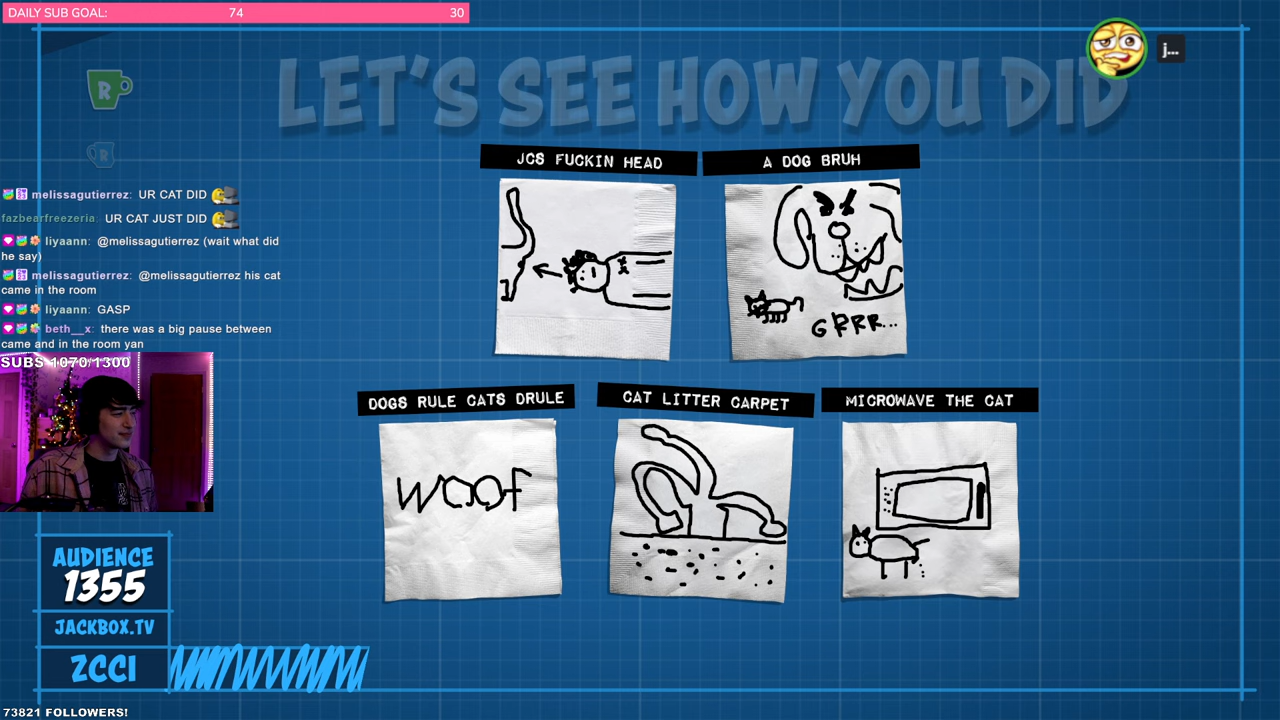 DAILY SUB GOAL: 74 30
j...
LET'S SEE HOW YOU DID
R
R
JCS FUCKIN HEAD
A DOG BRUH
GRRR...
melissagutierrez: UR CAT DID
fazbearfreezeria: UR CAT JUST DID
liyaann: @melissagutierrez (wait what did
he say)
melissagutierrez: @melissagutierrez his cat
came in the room
liyaann: GASP
beth__x: there was a big pause between
came and in the room yan
SUBS 1070/1300
DOGS RULE CATS DRULE
CAT LITTER CARPET
MICROWAVE THE CAT
woof
AUDIENCE
1355
JACKBOX.TV
ZCCI
73821 FOLLOWERS!